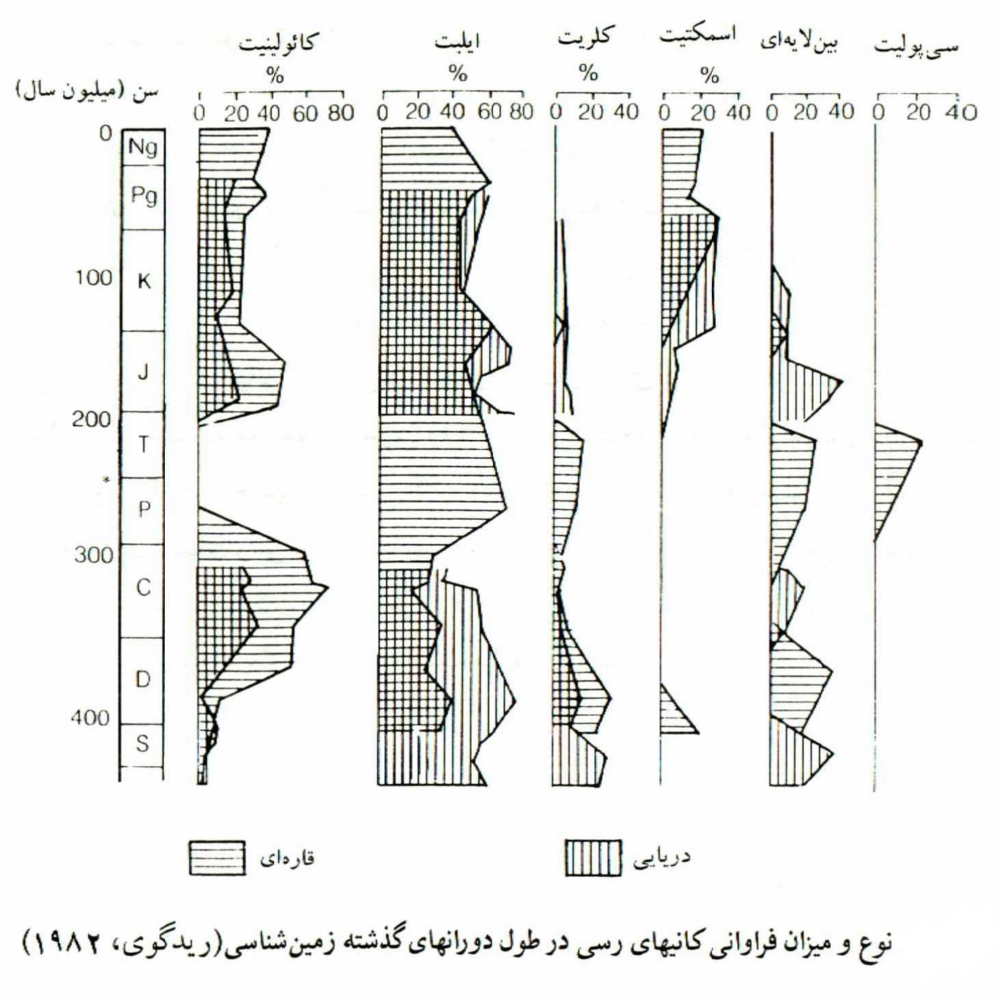 کائولینیت ایلیت کلریت اسمکتیت بین‌لایه‌ای سی‌پولیت
% % % %
سن (میلیون سال)
0 20 40 60 80 0 20 40 60 80 0 20 40 0 20 40 0 20 40 0 20 40
0
Ng
Pg
100
K
J
200
T
*
P
300
C
D
400
S
قاره‌ای دریایی
نوع و میزان فراوانی کانیهای رسی در طول دورانهای گذشته زمین‌شناسی (ریدگوی، ۱۹۸۲)